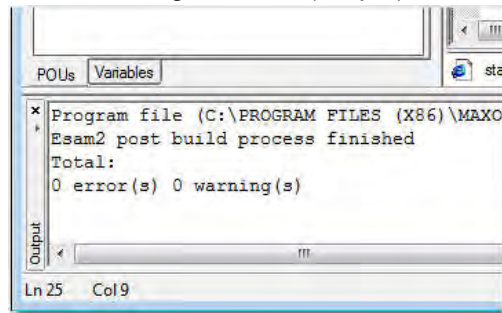 POUs Variables
sta
Program file (C:\PROGRAM FILES (X86)\MAXO
Esam2 post build process finished
Total:
0 error(s) 0 warning(s)
Output
Ln 25 Col 9